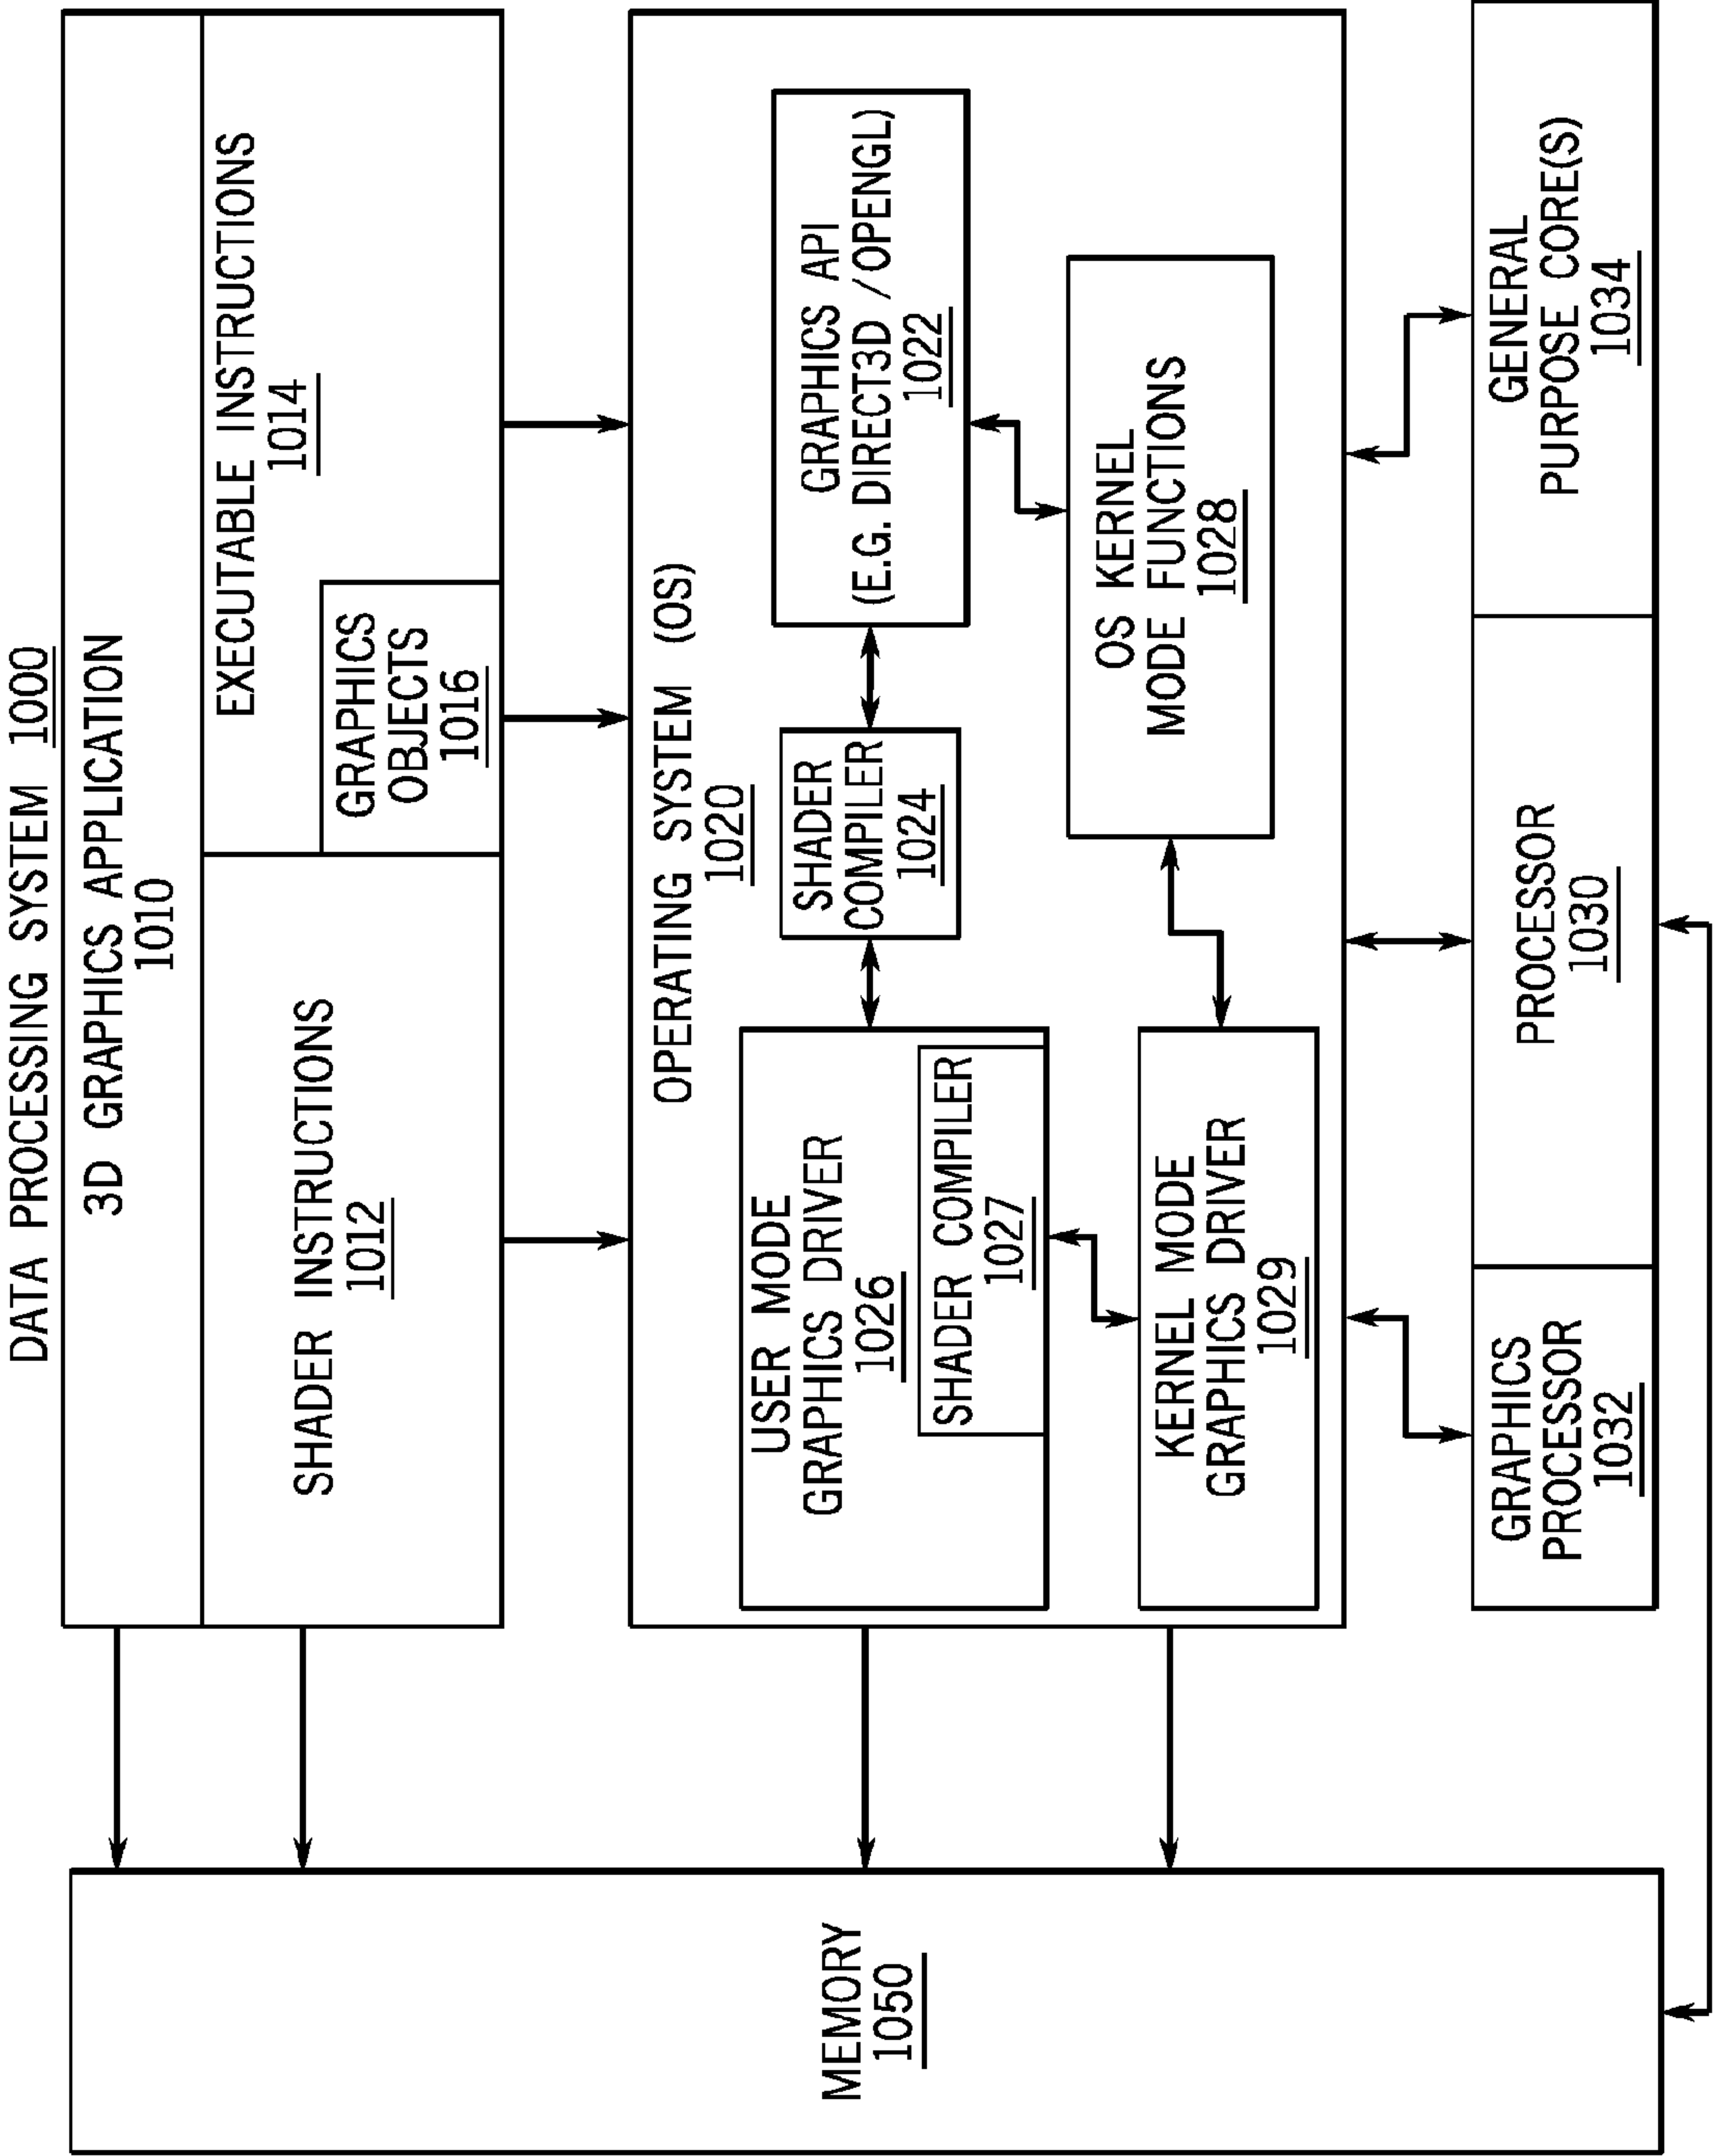 DATA PROCESSING SYSTEM 1000
3D GRAPHICS APPLICATION
1010
SHADER INSTRUCTIONS
1012
EXECUTABLE INSTRUCTIONS
1014
GRAPHICS
OBJECTS
1016
OPERATING SYSTEM (OS)
1020
USER MODE
GRAPHICS DRIVER
1026
SHADER COMPILER
1027
SHADER
COMPILER
1024
GRAPHICS API
(E.G. DIRECT3D /OPENGL)
1022
KERNEL MODE
GRAPHICS DRIVER
1029
OS KERNEL
MODE FUNCTIONS
1028
GRAPHICS
PROCESSOR
1032
PROCESSOR
1030
GENERAL
PURPOSE CORE(S)
1034
MEMORY
1050